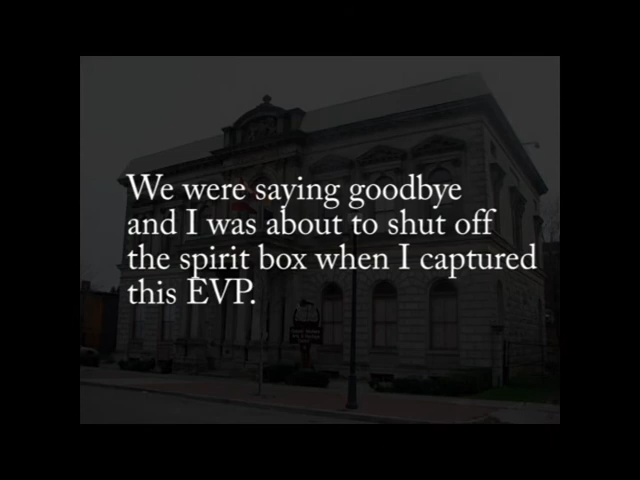 We were saying goodbye
and I was about to shut off
the spirit box when I captured
this EVP.